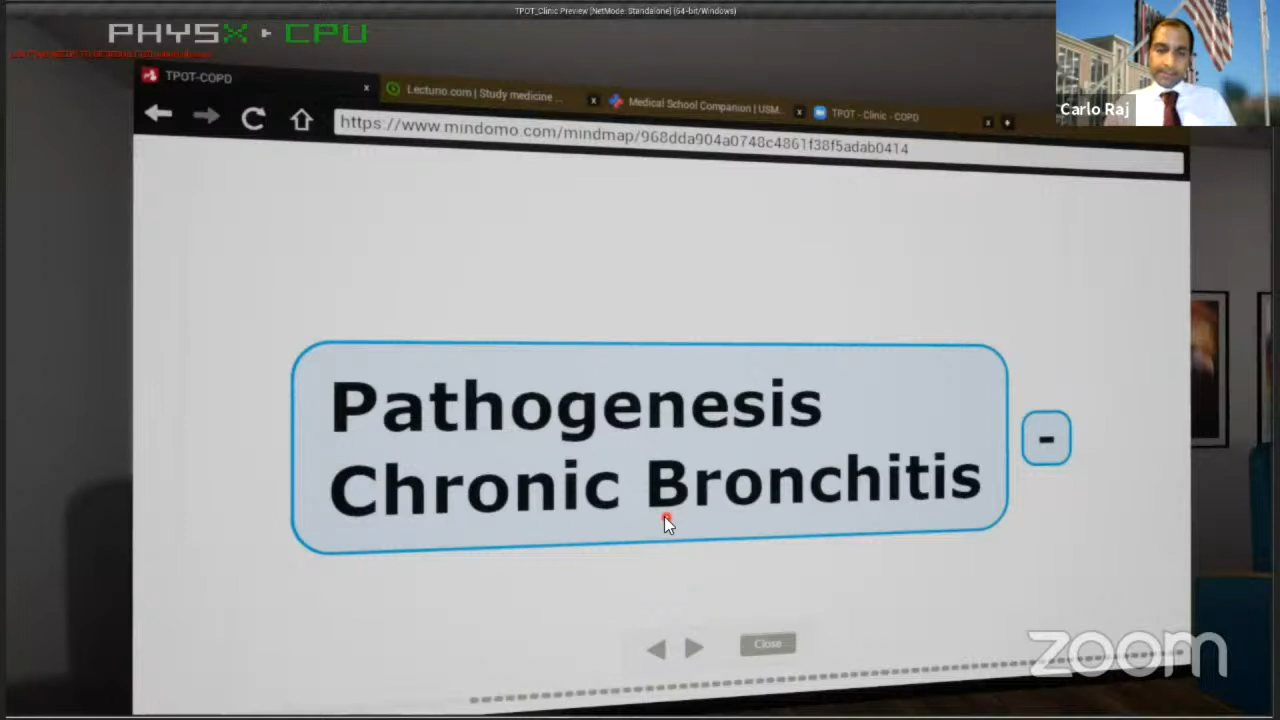 TPOT_Clinic Preview [NetMode: Standalone] (64-bit/Windows)
PHYSX ▸ CPU
TPOT-COPD x
Lecturio.com | Study medicine ... x
Medical School Companion | USM... x
TPOT - Clinic - COPD x
https://www.mindomo.com/mindmap/968dda904a0748c4861f38f5adab0414
Carlo Raj
Pathogenesis
Chronic Bronchitis
-
Close
zoom